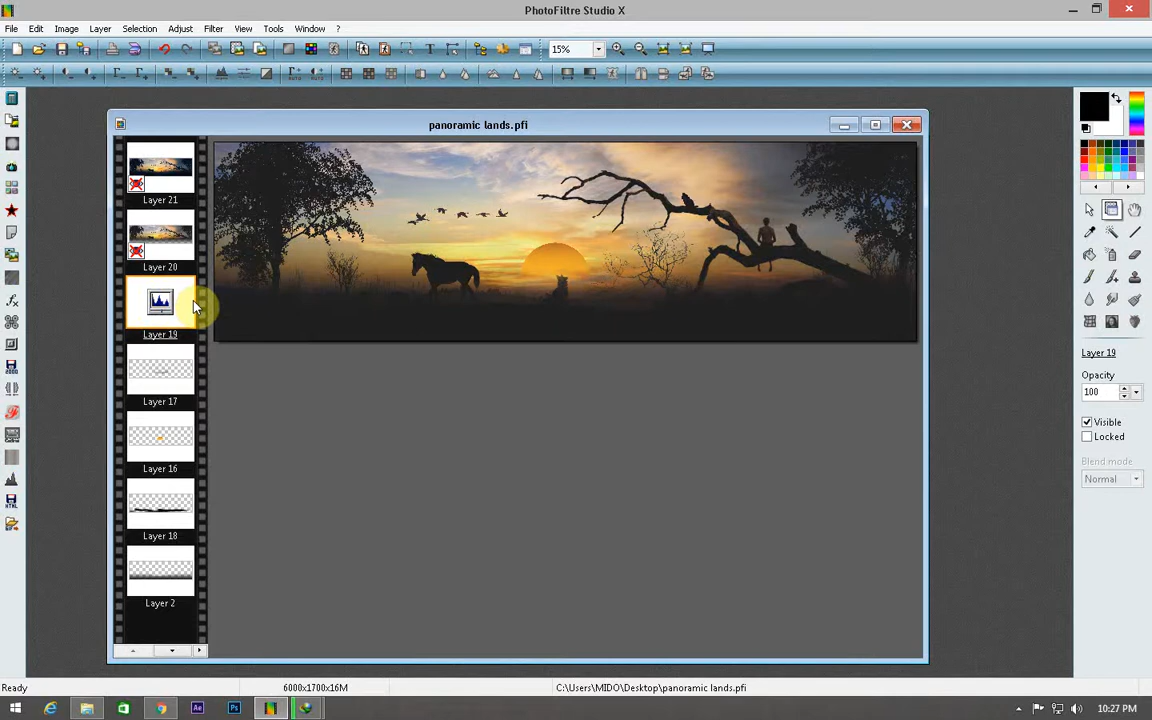 PhotoFiltre Studio X
File Edit Image Layer Selection Adjust Filter View Tools Window ?
15%
panoramic lands.pfi
Layer 21
Layer 20
Layer 19
Layer 17
Layer 16
Layer 18
Layer 2
Layer 19
Opacity
100
Visible
Locked
Blend mode
Normal
Ready
6000x1700x16M
C:\Users\MIDO\Desktop\panoramic lands.pfi
Ae
Ps
10:27 PM